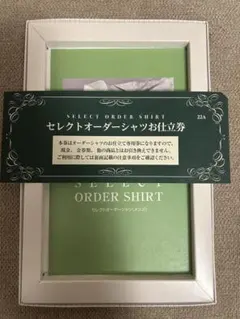 SELECT ORDER SHIRT
22A
セレクトオーダーシャツお仕立券
本券はオーダーシャツのお仕立て専用券になりますので、
現金、金券類、他の商品とはお引き換えできません。
ご利用に際しては裏面記載の注意事項をご確認ください。
SELECT
ORDER SHIRT